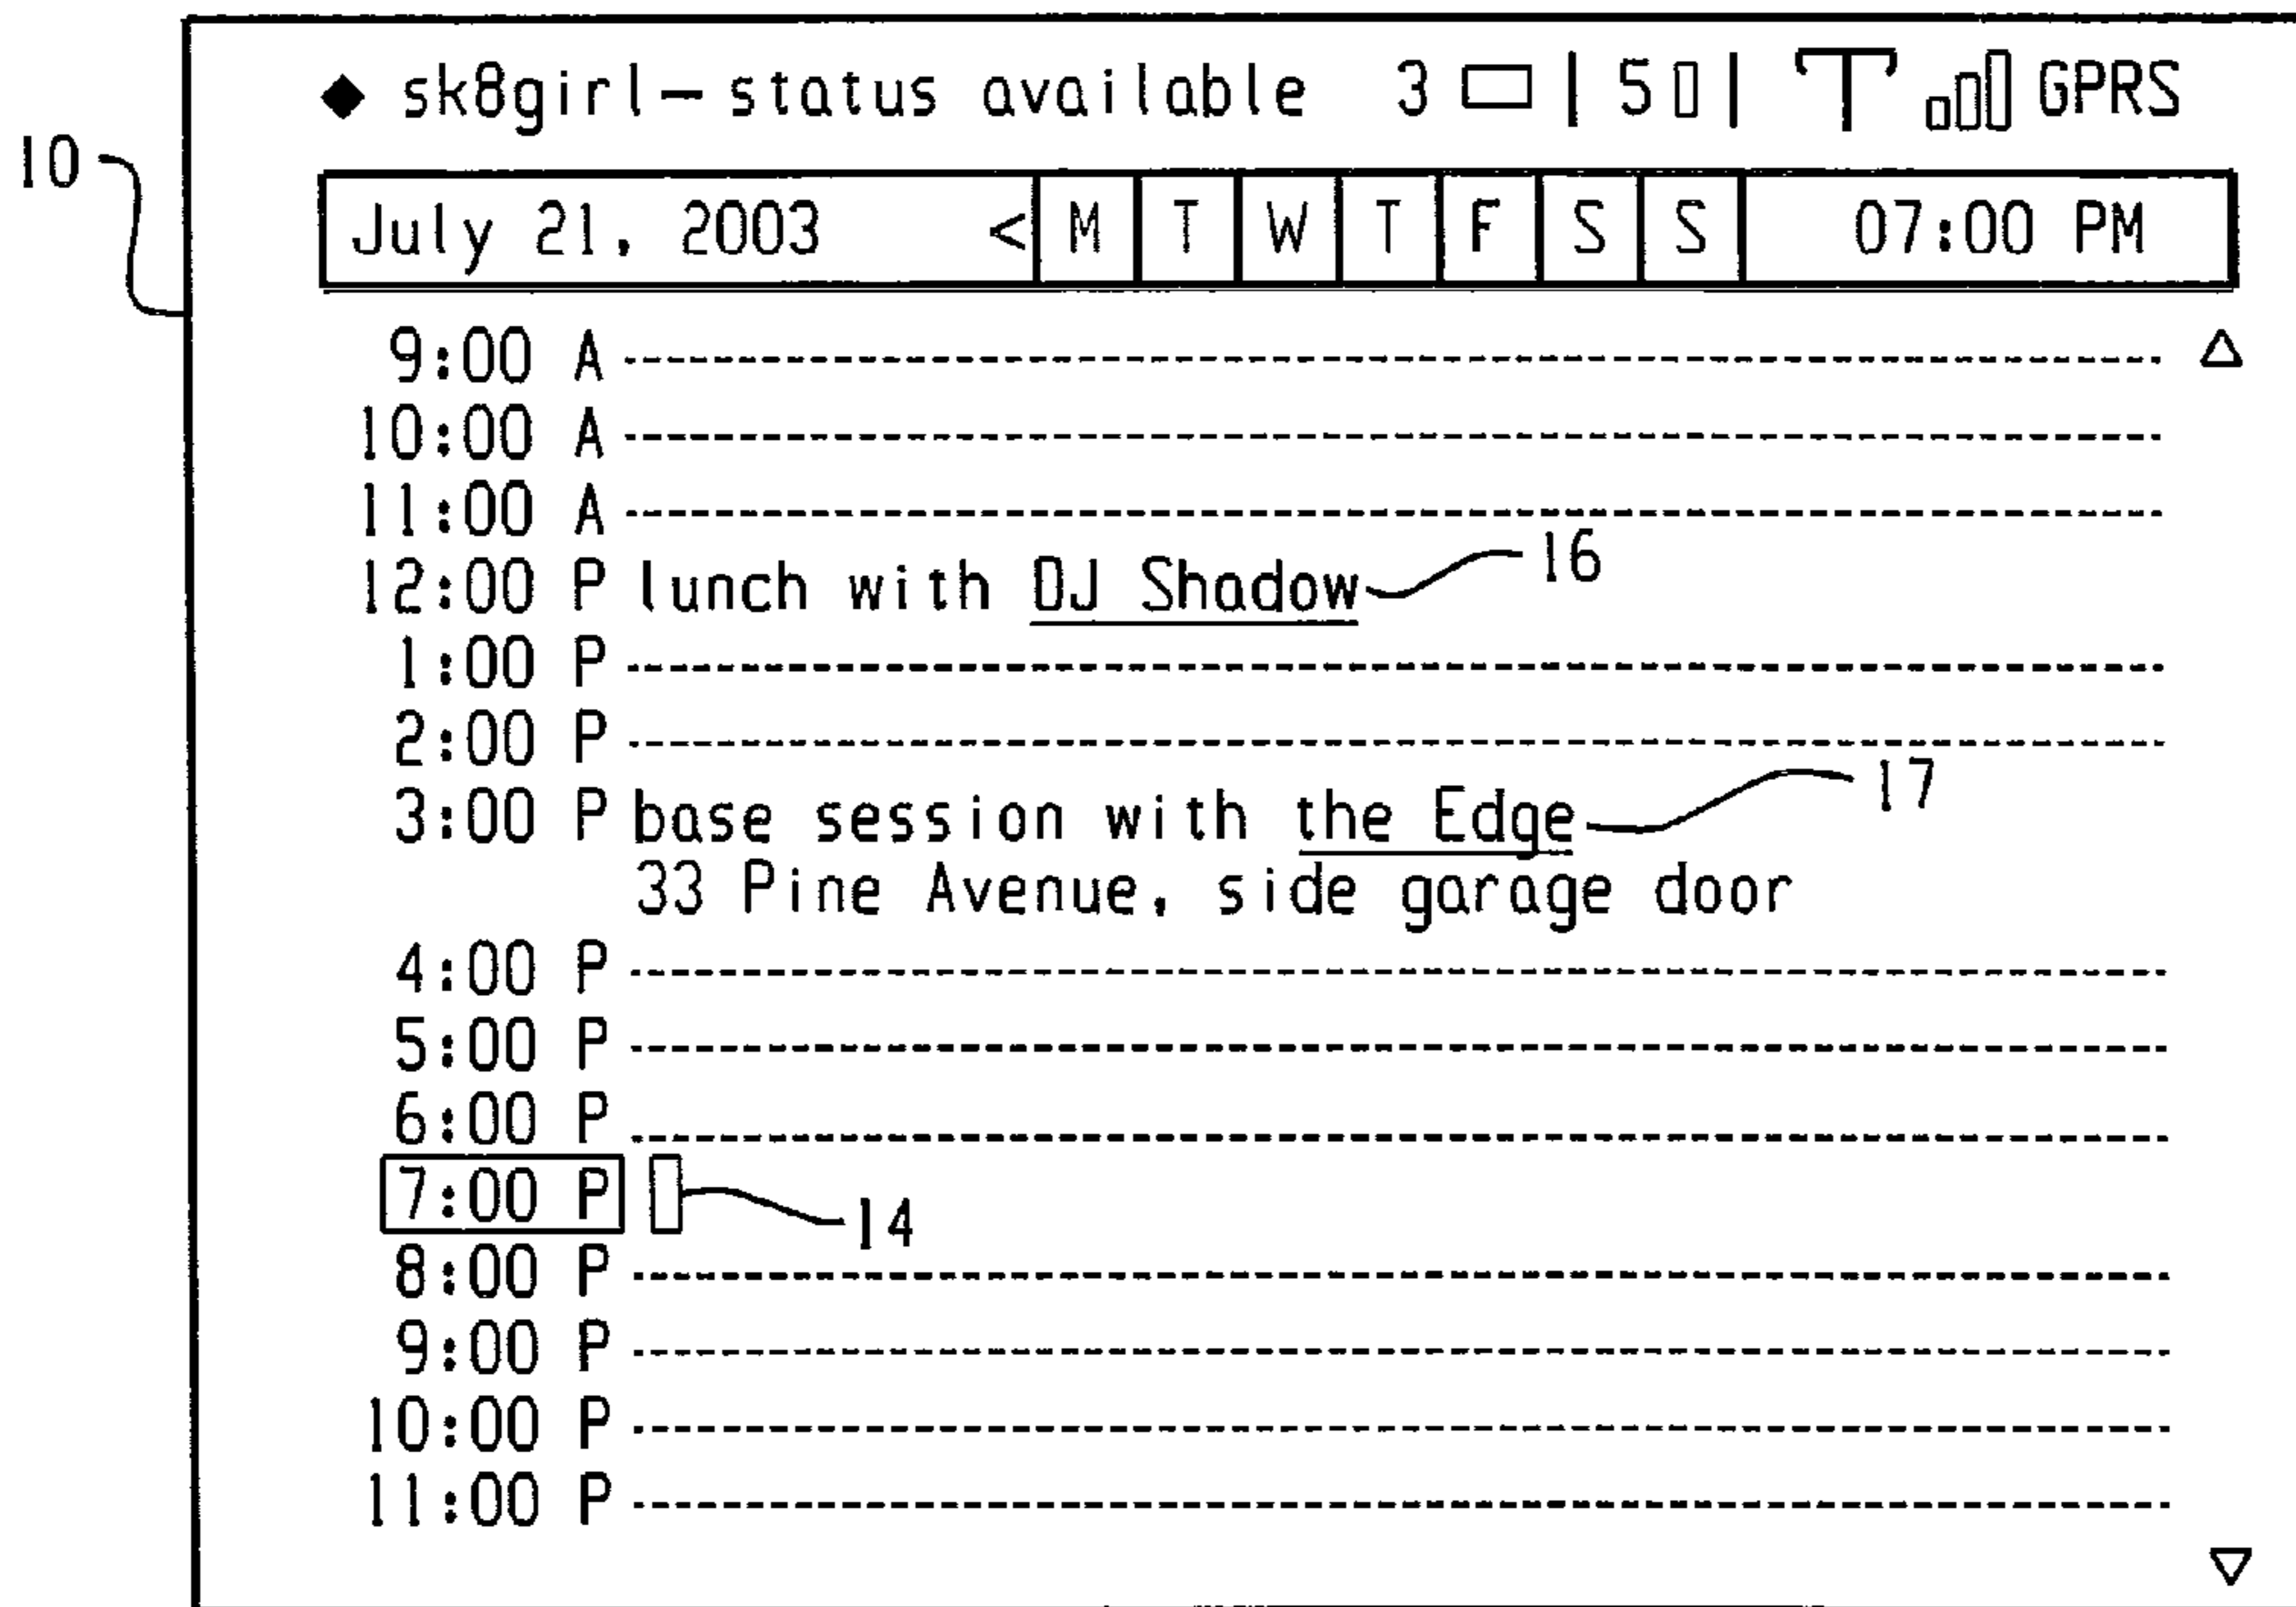 ◆ sk8girl–status available 3 | 5 | GPRS
10
July 21, 2003 < M T W T F S S 07:00 PM
9:00 A
10:00 A
11:00 A
12:00 P lunch with DJ Shadow 16
1:00 P
2:00 P
3:00 P base session with the Edge 17
33 Pine Avenue, side garage door
4:00 P
5:00 P
6:00 P
7:00 P 14
8:00 P
9:00 P
10:00 P
11:00 P